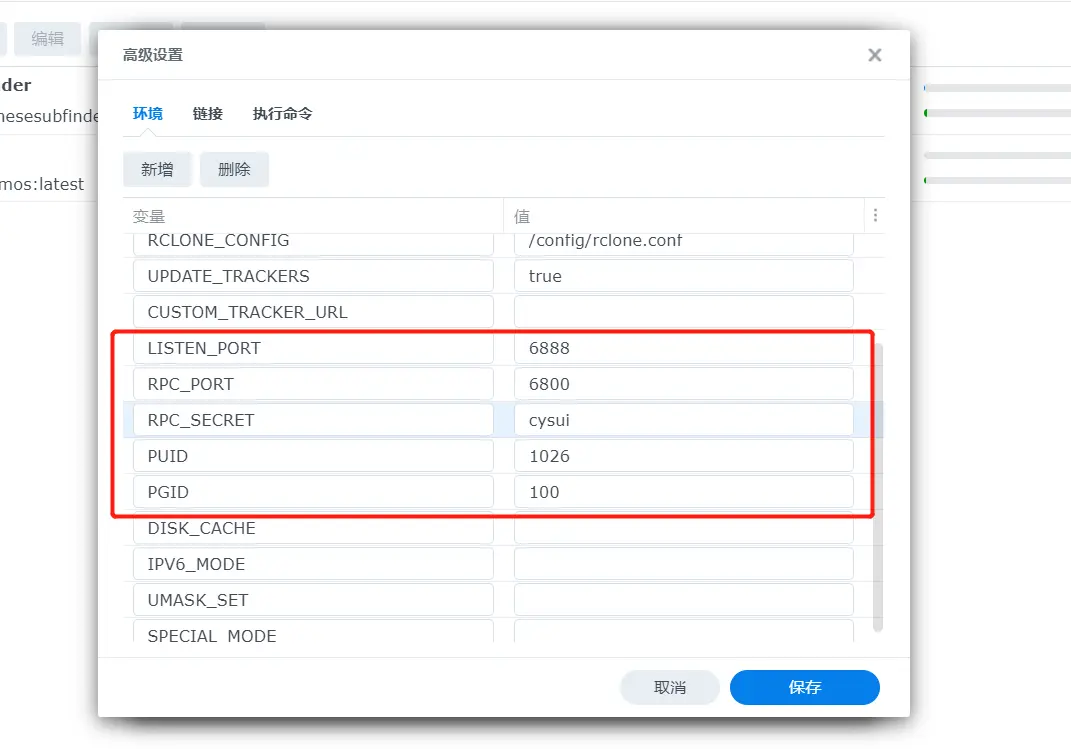 编辑
der
nesesubfinde
mos:latest
高级设置
环境 链接 执行命令
新增 删除
变量 值
RCLONE_CONFIG /config/rclone.conf
UPDATE_TRACKERS true
CUSTOM_TRACKER_URL
LISTEN_PORT 6888
RPC_PORT 6800
RPC_SECRET cysui
PUID 1026
PGID 100
DISK_CACHE
IPV6_MODE
UMASK_SET
SPECIAL_MODE
取消 保存